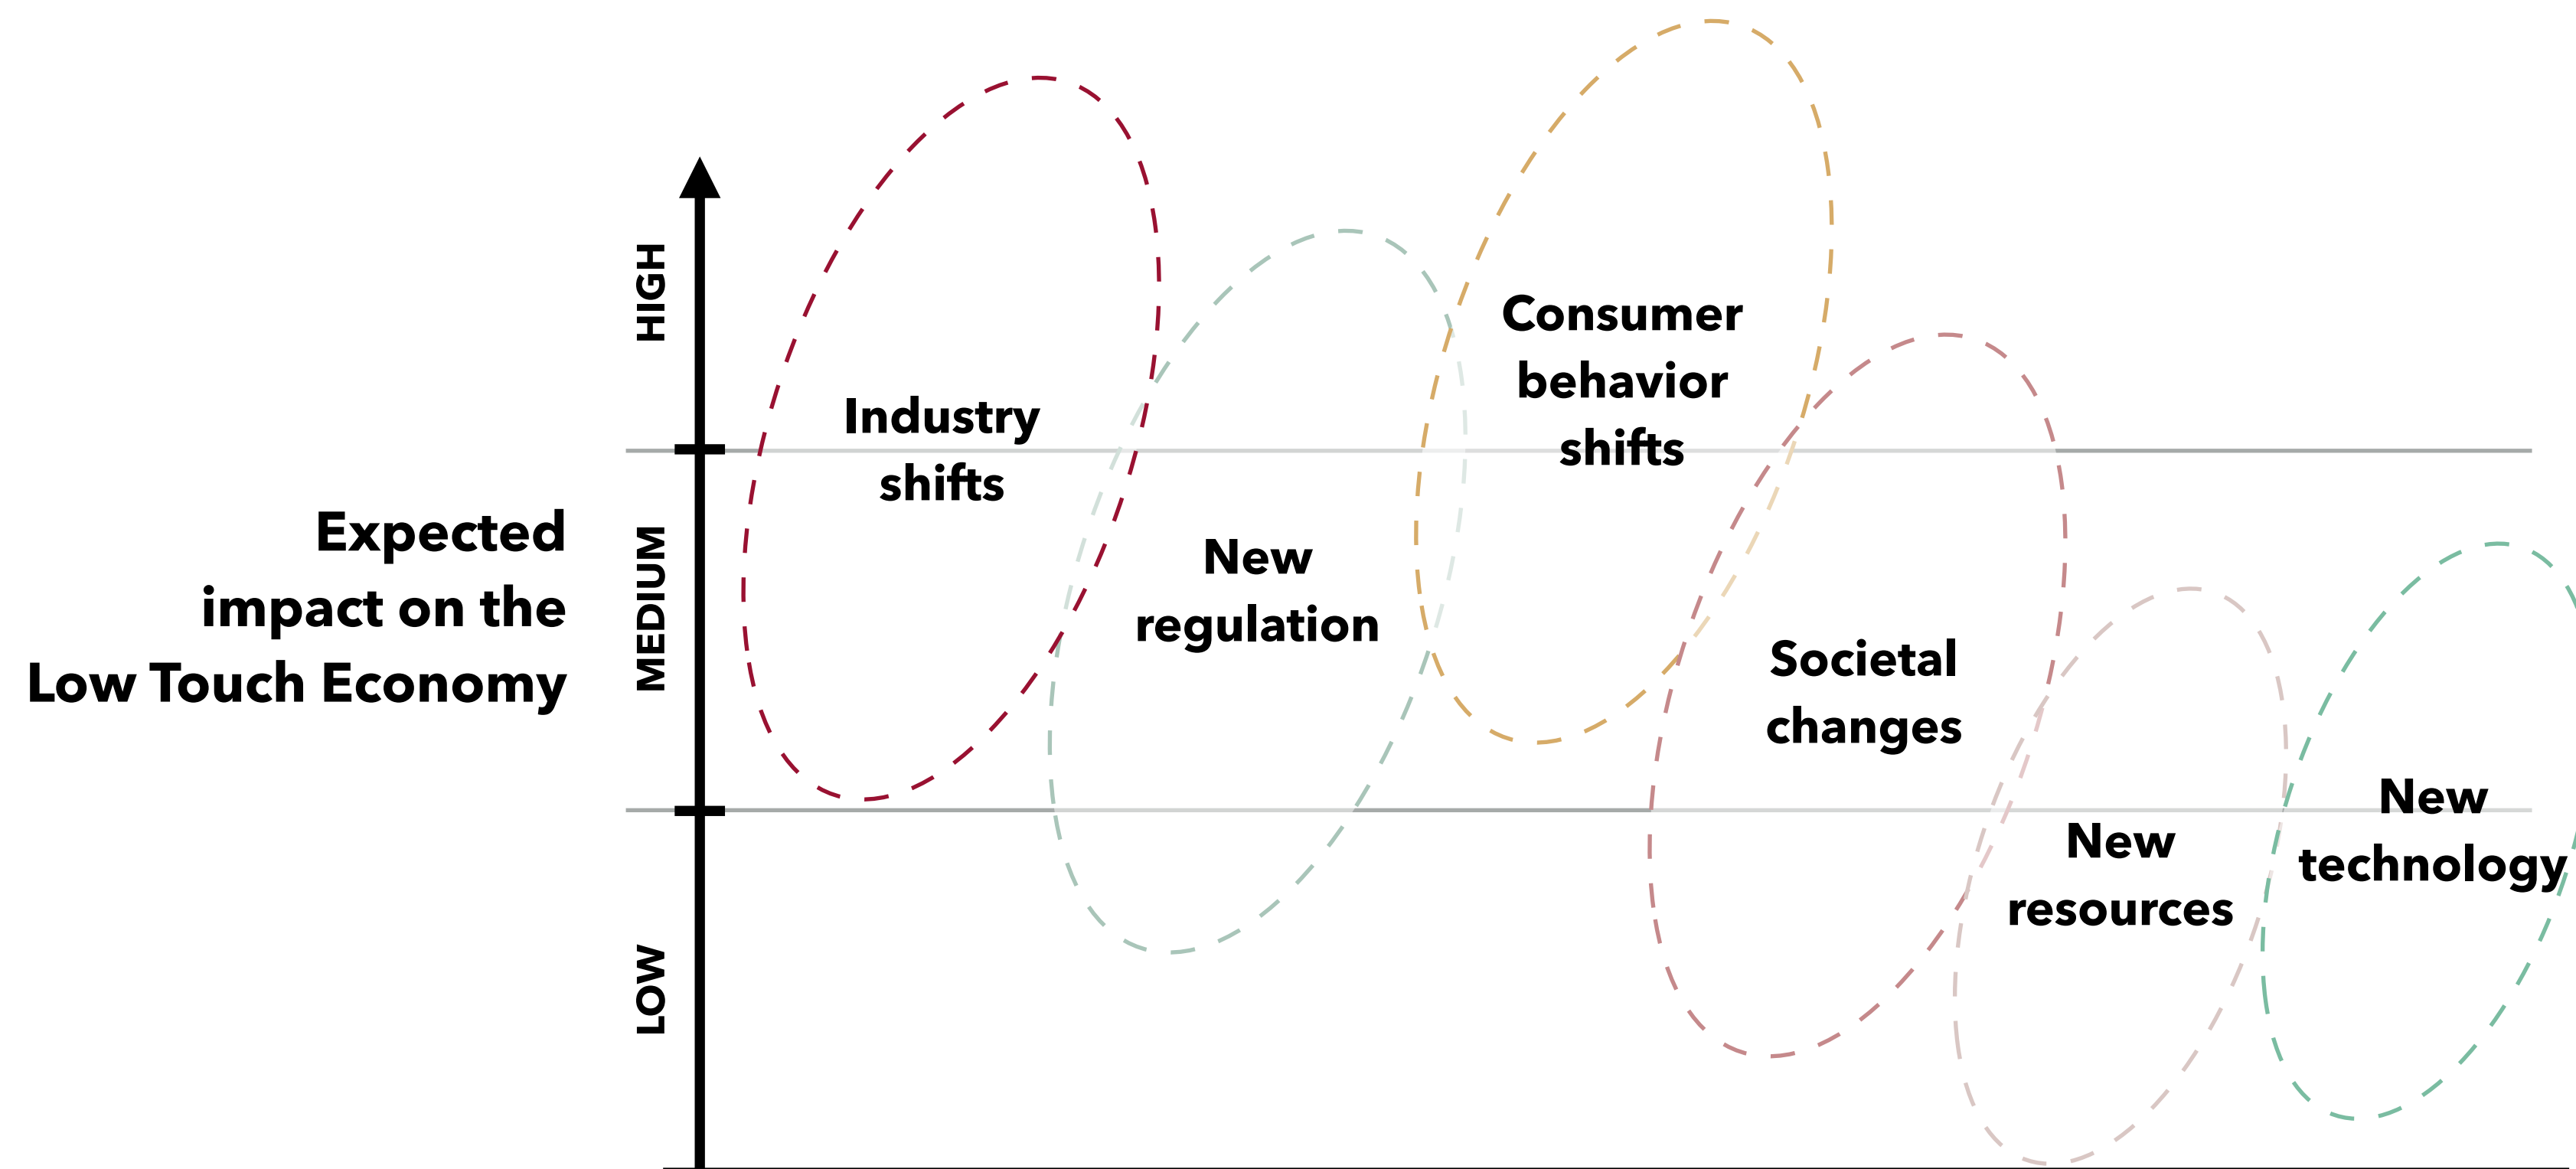 Expected
impact on the
Low Touch Economy
HIGH
MEDIUM
LOW
Industry
shifts
New
regulation
Consumer
behavior
shifts
Societal
changes
New
resources
New
technology